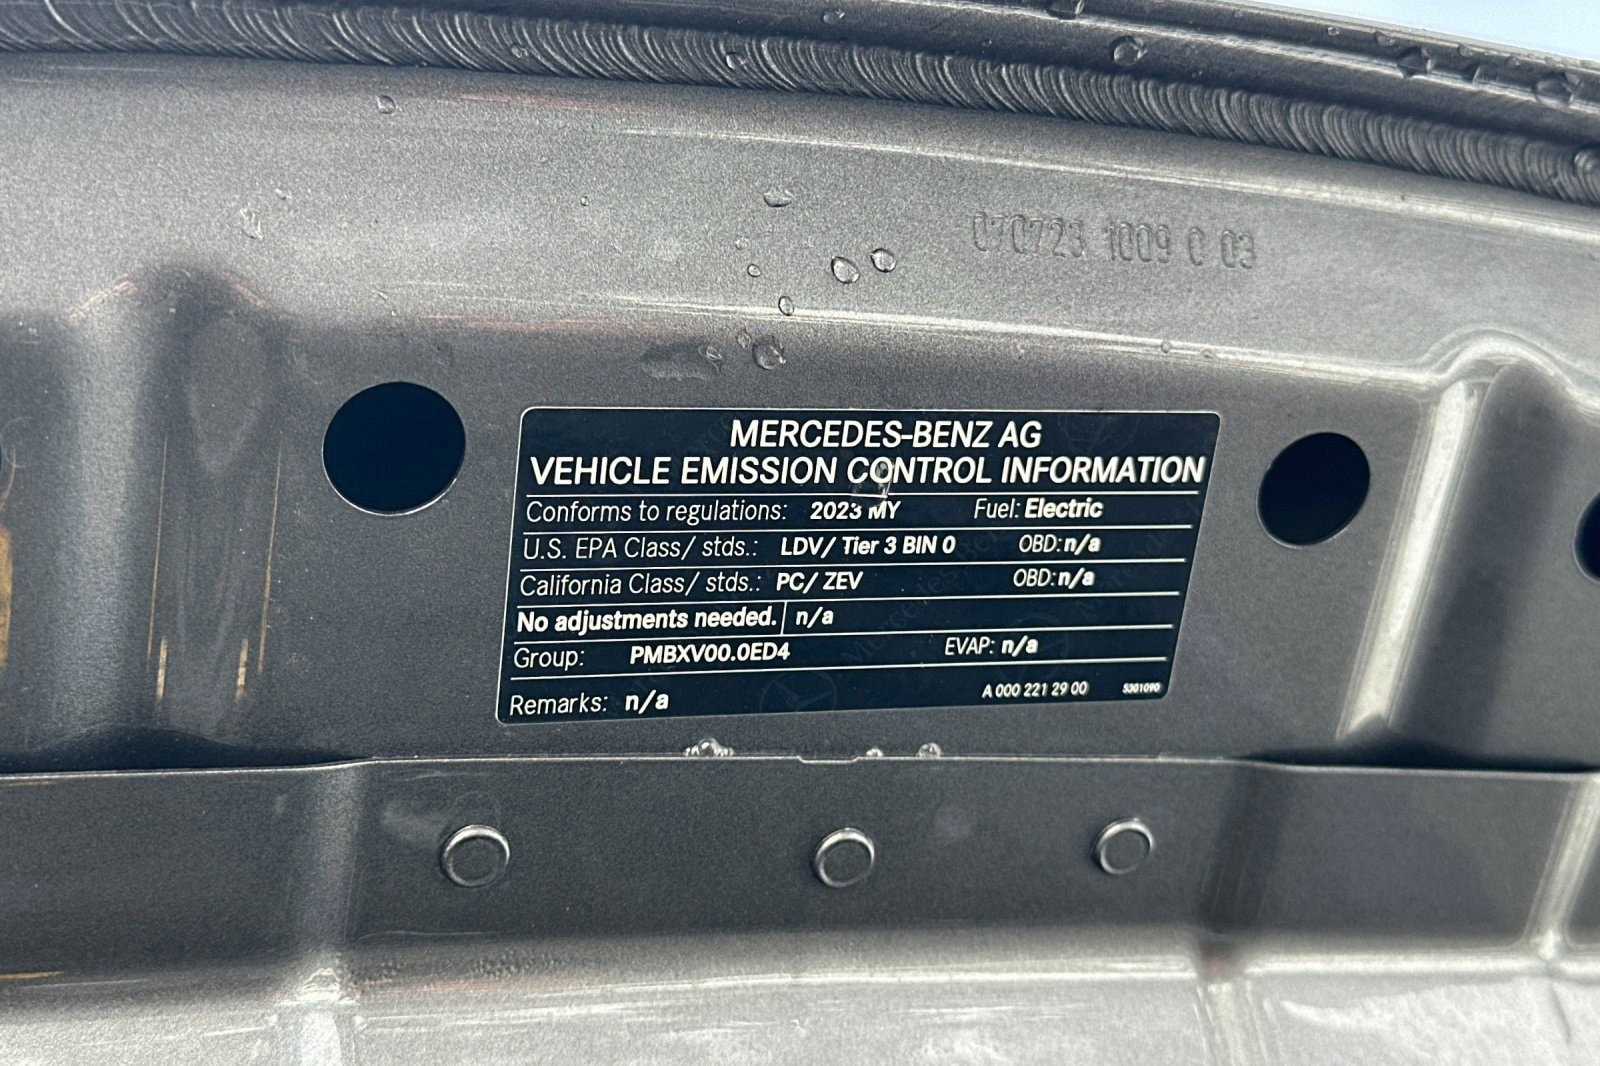 070723 1009 C 03
MERCEDES-BENZ AG
VEHICLE EMISSION CONTROL INFORMATION
Conforms to regulations: 2023 MY Fuel: Electric
U.S. EPA Class/ stds.: LDV/ Tier 3 BIN 0 OBD: n/a
California Class/ stds.: PC/ ZEV OBD: n/a
No adjustments needed. n/a
Group: PMBXV00.0ED4 EVAP: n/a
Remarks: n/a A 000 221 29 00 5301090